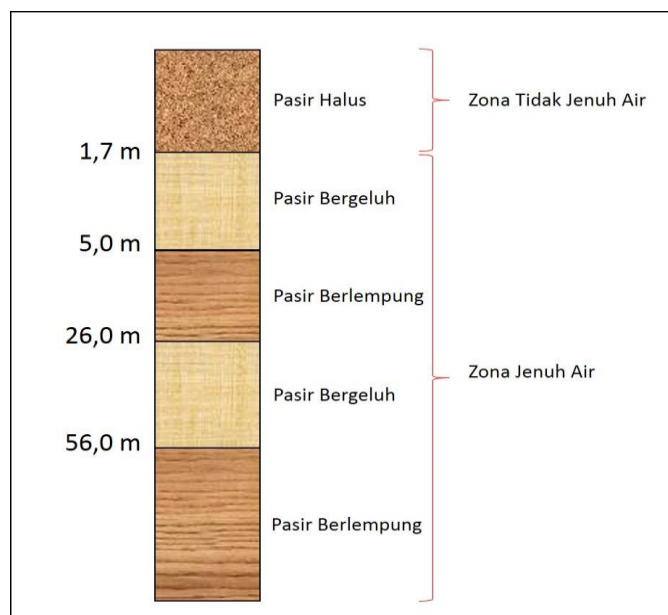 Pasir Halus
Zona Tidak Jenuh Air
1,7 m
Pasir Bergeluh
5,0 m
Pasir Berlempung
26,0 m
Zona Jenuh Air
Pasir Bergeluh
56,0 m
Pasir Berlempung